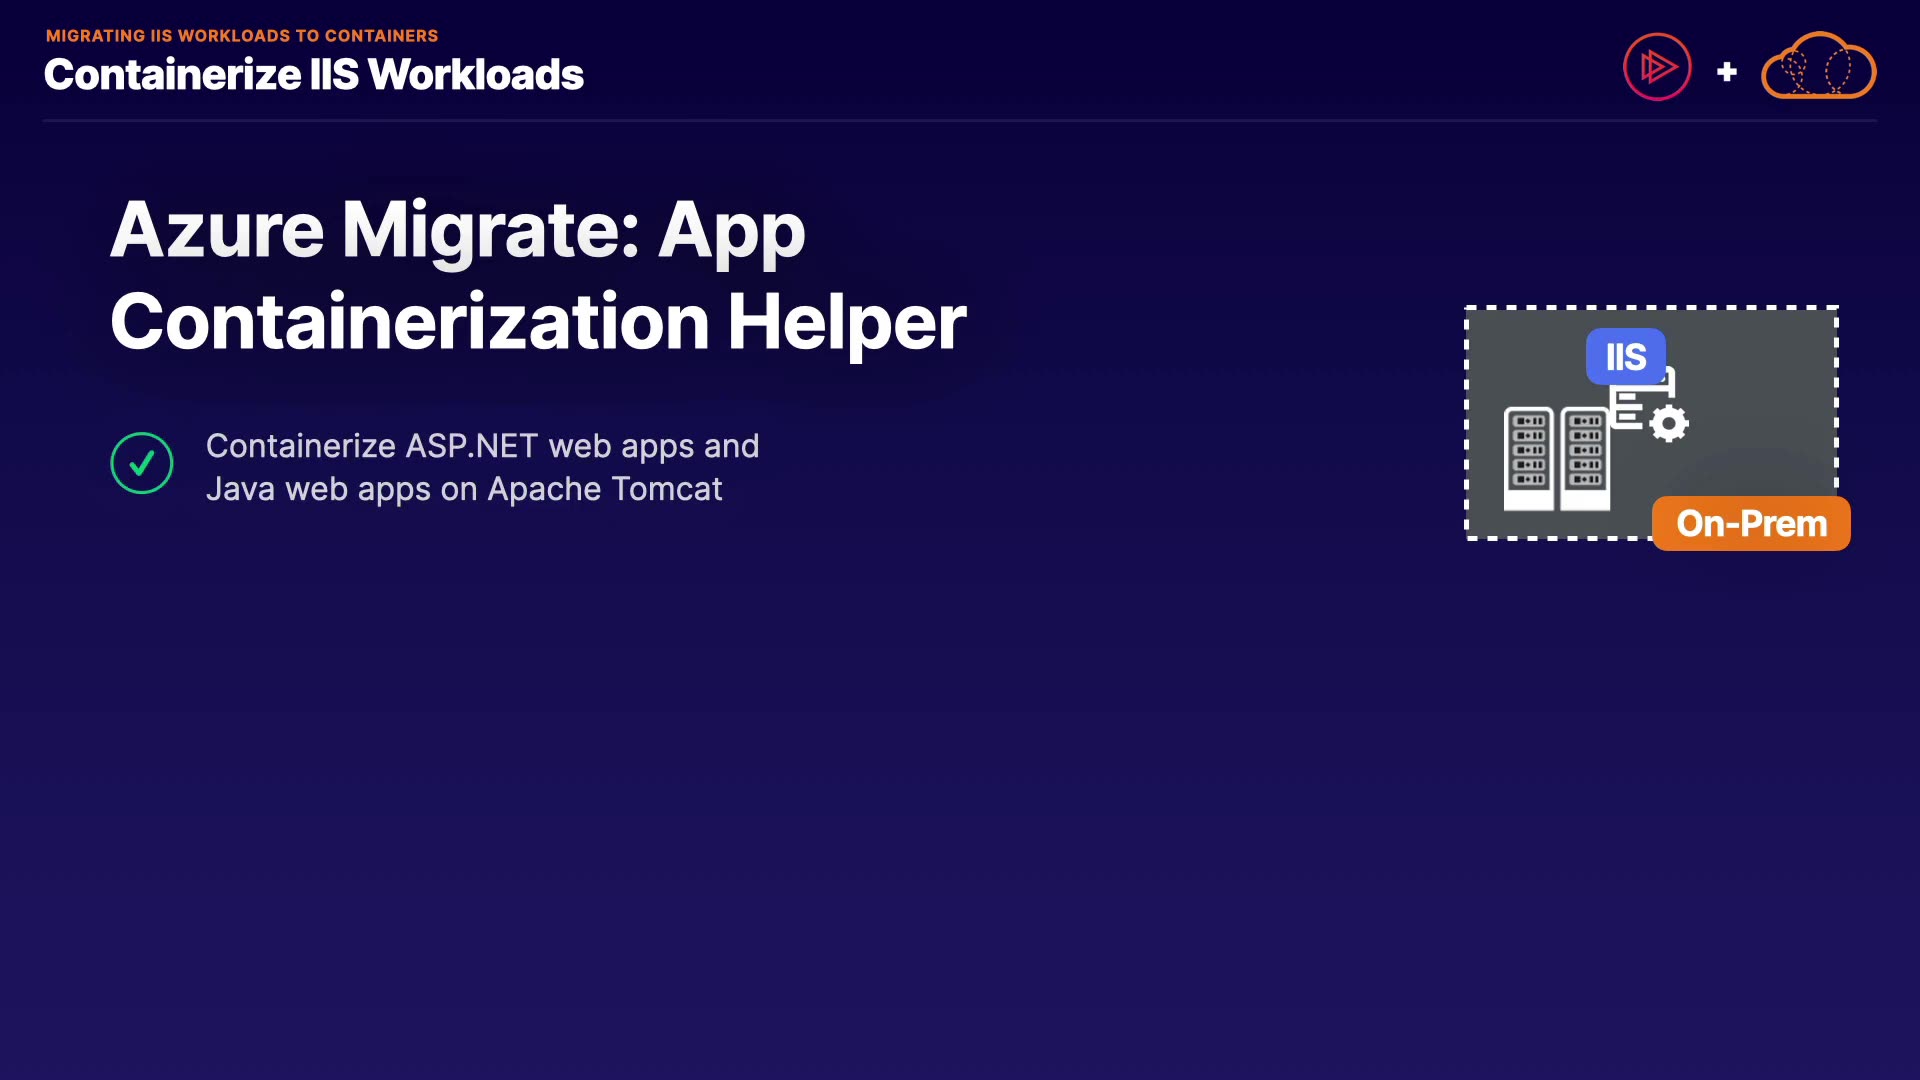 MIGRATING IIS WORKLOADS TO CONTAINERS
Containerize IIS Workloads
Azure Migrate: App
Containerization Helper
Containerize ASP.NET web apps and
Java web apps on Apache Tomcat
IIS
On-Prem